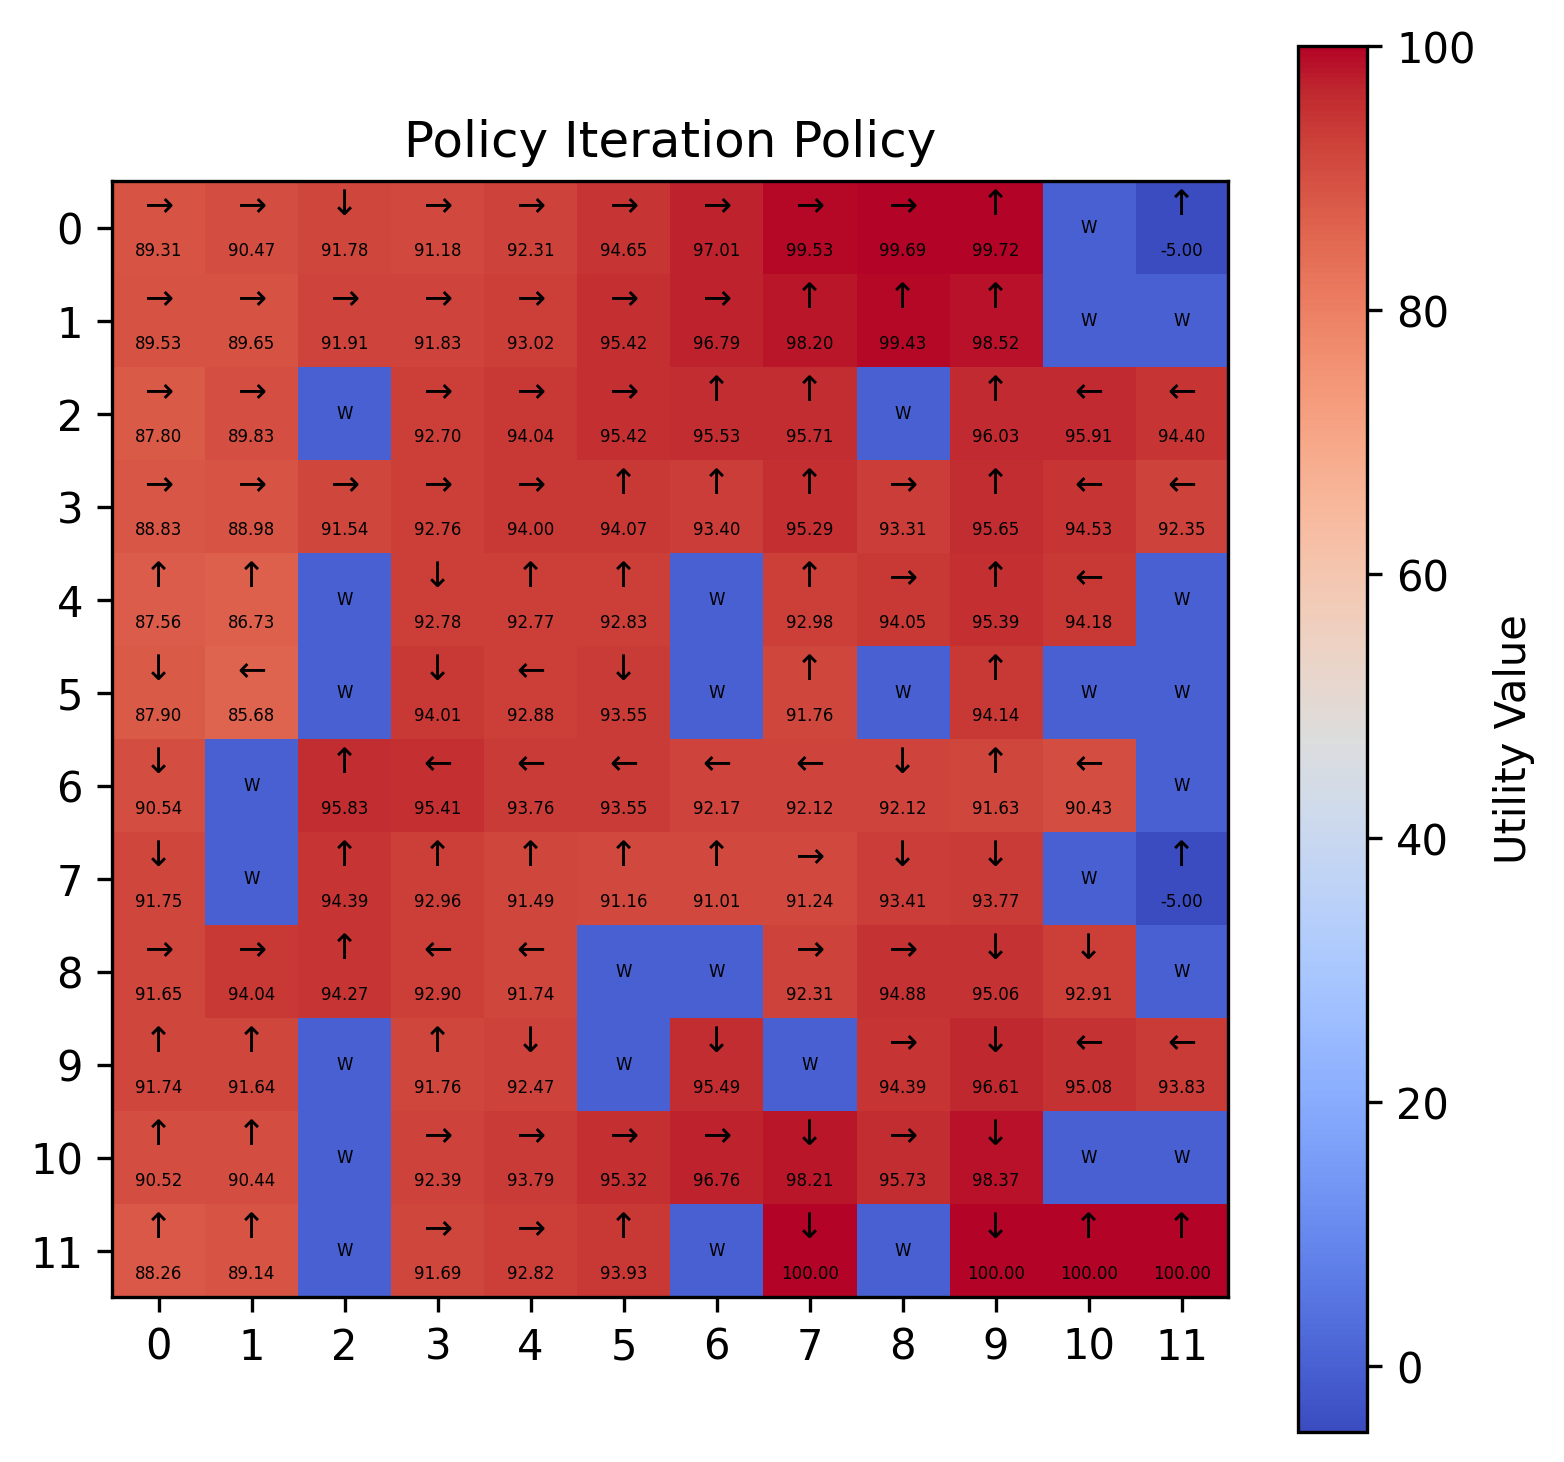 Policy Iteration Policy
0 → → ↓ → → → → → → ↑ W ↑
89.31 90.47 91.78 91.18 92.31 94.65 97.01 99.53 99.69 99.72 -5.00
1 → → → → → → → ↑ ↑ ↑ W W
89.53 89.65 91.91 91.83 93.02 95.42 96.79 98.20 99.43 98.52
2 → → W → → → ↑ ↑ W ↑ ← ←
87.80 89.83 92.70 94.04 95.42 95.53 95.71 96.03 95.91 94.40
3 → → → → → ↑ ↑ ↑ → ↑ ← ←
88.83 88.98 91.54 92.76 94.00 94.07 93.40 95.29 93.31 95.65 94.53 92.35
4 ↑ ↑ W ↓ ↑ ↑ W ↑ → ↑ ← W
87.56 86.73 92.78 92.77 92.83 92.98 94.05 95.39 94.18
5 ↓ ← W ↓ ← ↓ W ↑ W ↑ W W
87.90 85.68 94.01 92.88 93.55 91.76 94.14
6 ↓ W ↑ ← ← ← ← ← ↓ ↑ ← W
90.54 95.83 95.41 93.76 93.55 92.17 92.12 92.12 91.63 90.43
7 ↓ W ↑ ↑ ↑ ↑ ↑ → ↓ ↓ W ↑
91.75 94.39 92.96 91.49 91.16 91.01 91.24 93.41 93.77 -5.00
8 → → ↑ ← ← W W → → ↓ ↓ W
91.65 94.04 94.27 92.90 91.74 92.31 94.88 95.06 92.91
9 ↑ ↑ W ↑ ↓ W ↓ W → ↓ ← ←
91.74 91.64 91.76 92.47 95.49 94.39 96.61 95.08 93.83
10 ↑ ↑ W → → → → ↓ → ↓ W W
90.52 90.44 92.39 93.79 95.32 96.76 98.21 95.73 98.37
11 ↑ ↑ W → → ↑ W ↓ W ↓ ↑ ↑
88.26 89.14 91.69 92.82 93.93 100.00 100.00 100.00 100.00
0 1 2 3 4 5 6 7 8 9 10 11
100
80
60
40
20
0
Utility Value